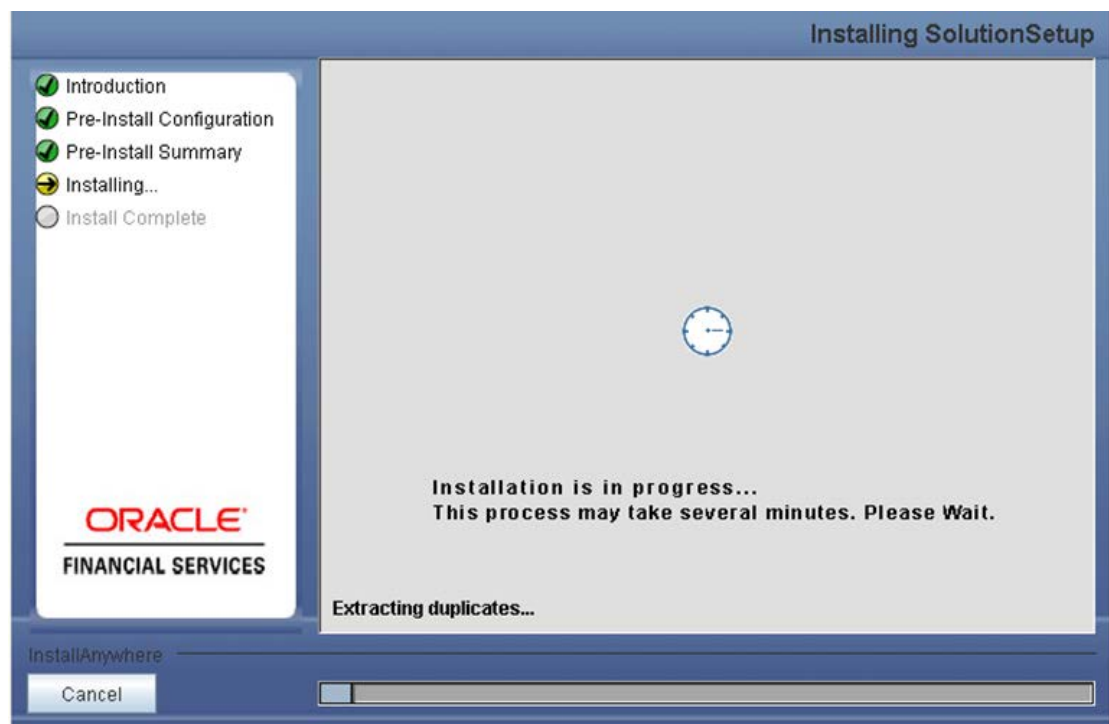 Installing SolutionSetup
Introduction
Pre-Install Configuration
Pre-Install Summary
Installing...
Install Complete
ORACLE
FINANCIAL SERVICES
Installation is in progress...
This process may take several minutes. Please Wait.
Extracting duplicates...
InstallAnywhere
Cancel